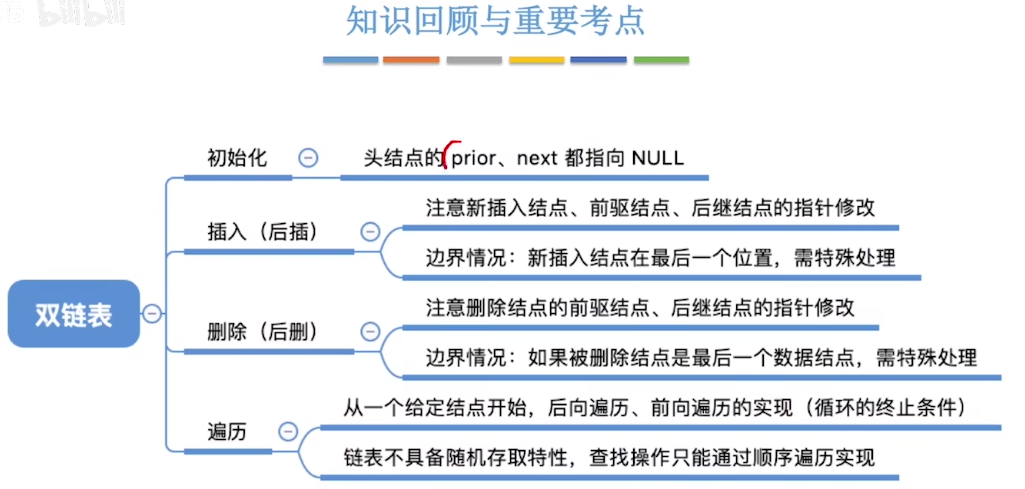 bilibili
知识回顾与重要考点
初始化
头结点的 prior、next 都指向 NULL
插入（后插）
注意新插入结点、前驱结点、后继结点的指针修改
边界情况：新插入结点在最后一个位置，需特殊处理
双链表
删除（后删）
注意删除结点的前驱结点、后继结点的指针修改
边界情况：如果被删除结点是最后一个数据结点，需特殊处理
遍历
从一个给定结点开始，后向遍历、前向遍历的实现（循环的终止条件）
链表不具备随机存取特性，查找操作只能通过顺序遍历实现